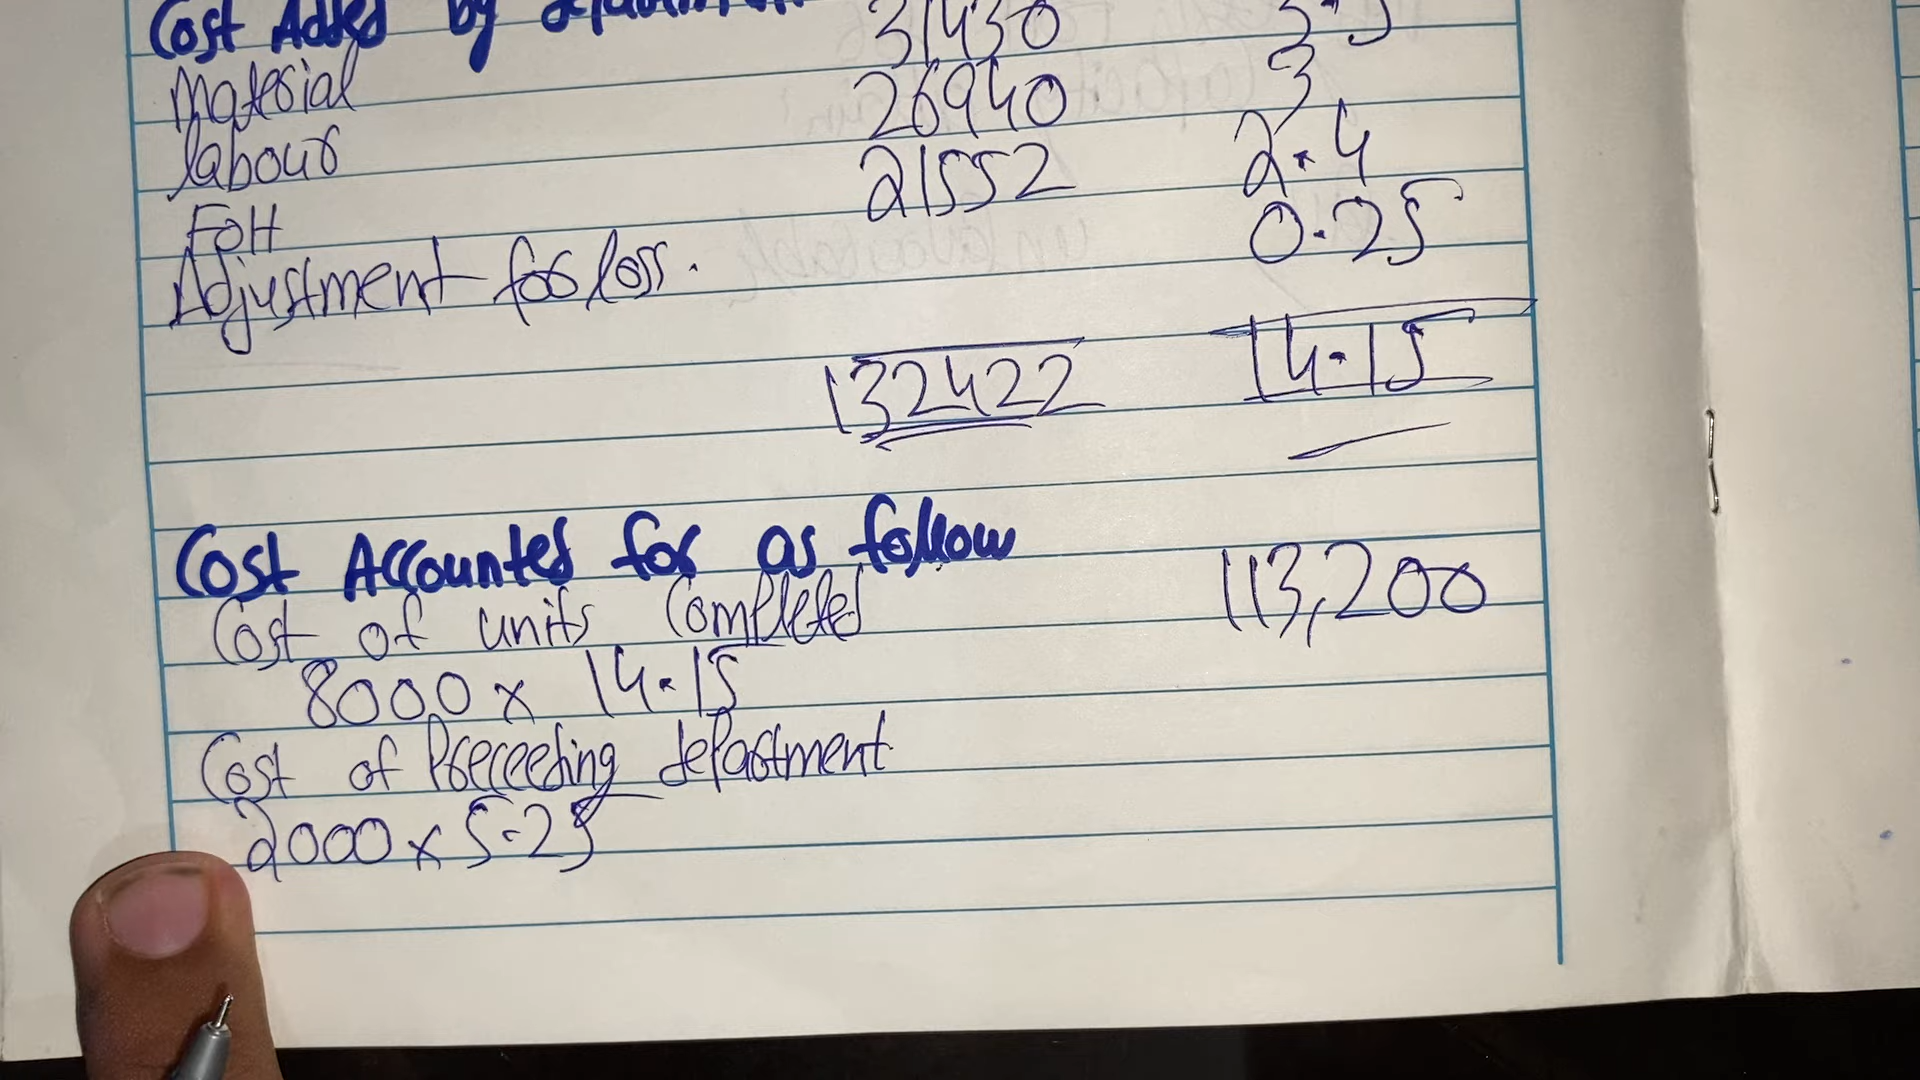 Cost Added by department 31430 3.5
Material 26940 3
labour 21552 2.4
FOH 0.25
Adjustment for loss.
132422 14.15
Cost Accounted for as follow
Cost of units Completed 113,200
8000 x 14.15
Cost of Preceeding department
2000 x 5.25